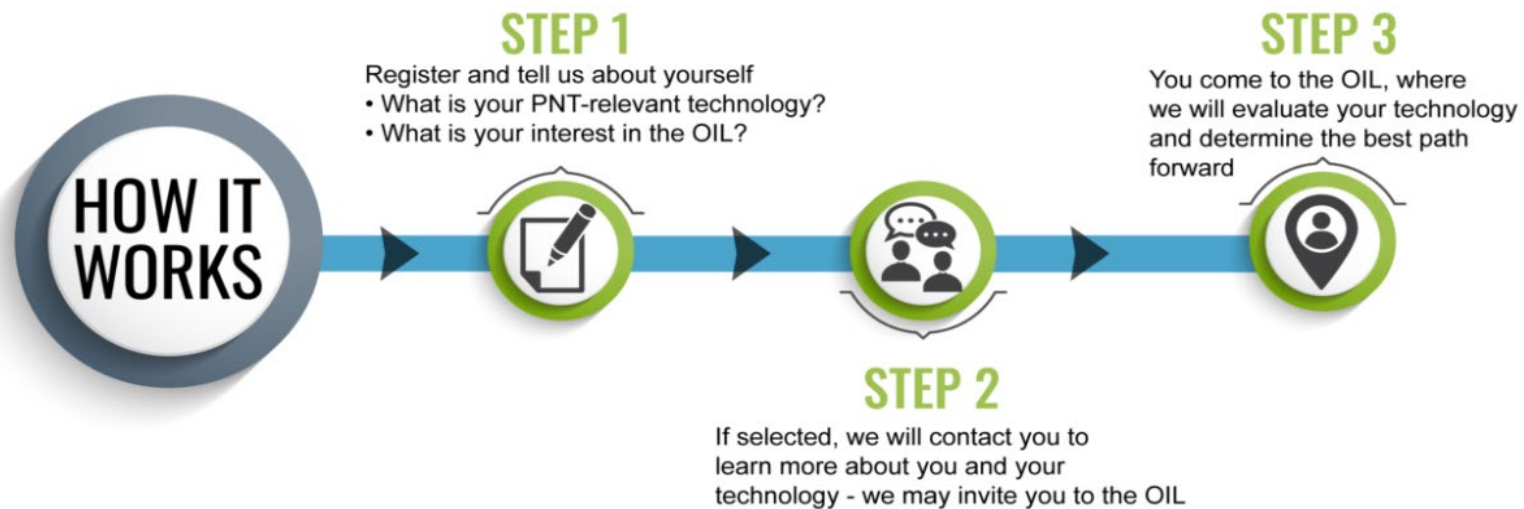 HOW IT
WORKS
STEP 1
Register and tell us about yourself
• What is your PNT-relevant technology?
• What is your interest in the OIL?
STEP 2
If selected, we will contact you to
learn more about you and your
technology - we may invite you to the OIL
STEP 3
You come to the OIL, where
we will evaluate your technology
and determine the best path
forward